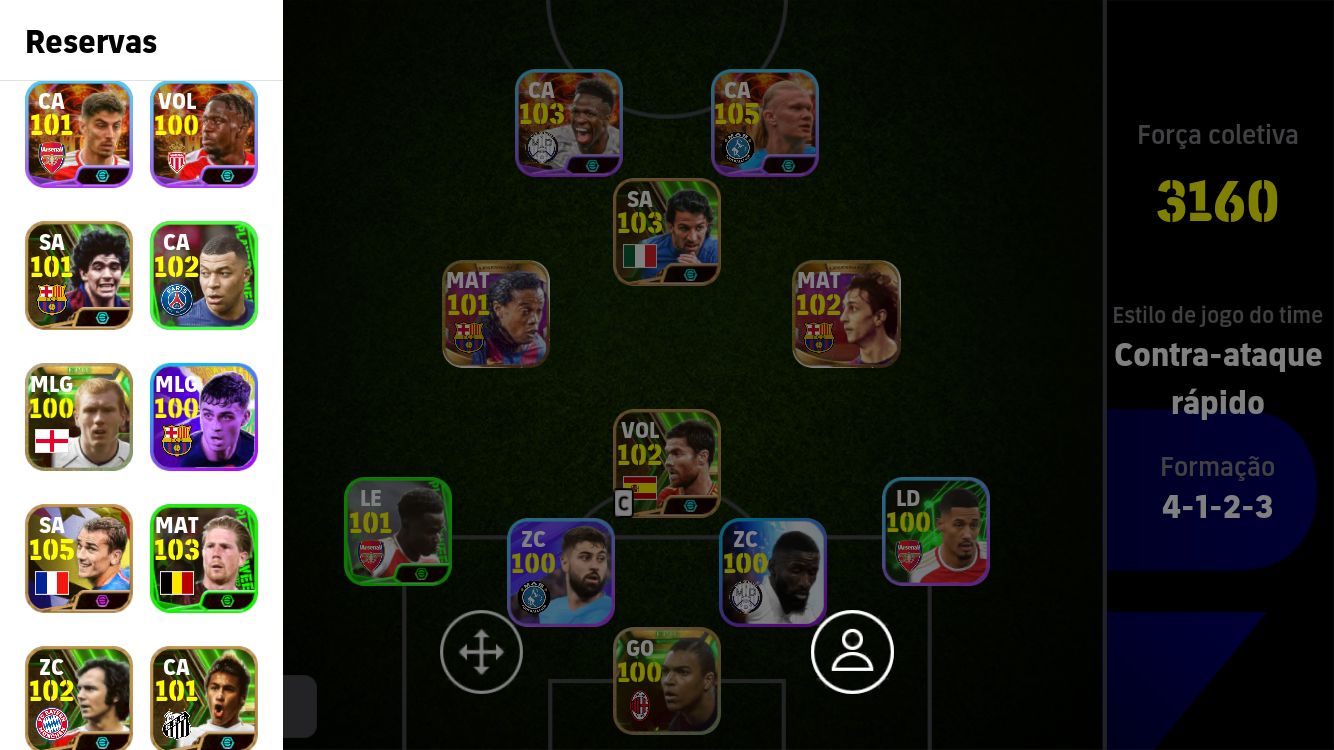 Reservas
CA
101
VOL
100
SA
101
CA
102
MLG
100
MLG
100
SA
105
MAT
103
ZC
102
CA
101
CA
103
CA
105
SA
103
MAT
101
MAT
102
VOL
102
C
LE
101
LD
100
ZC
100
ZC
100
GO
100
Força coletiva
3160
Estilo de jogo do time
Contra-ataque
rápido
Formação
4-1-2-3